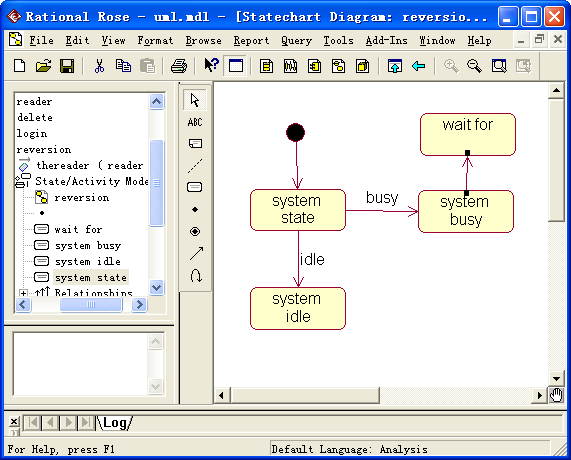 Rational Rose - uml.mdl - [Statechart Diagram: reversio...
File Edit View Format Browse Report Query Tools Add-Ins Window Help
reader
delete
login
reversion
thereader ( reader
State/Activity Mode
reversion
wait for
system busy
system idle
system state
Relationships
ABC
wait for
system
state
busy
system
busy
idle
system
idle
Log
For Help, press F1
Default Language: Analysis